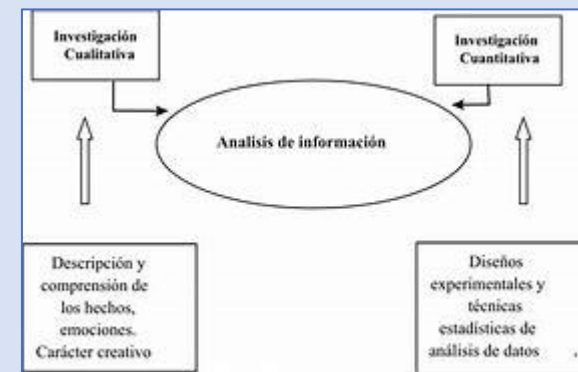 Investigación
Cualitativa
Investigación
Cuantitativa
Analisis de información
Descripción y
comprensión de
los hechos,
emociones.
Carácter creativo
Diseños
experimentales y
técnicas
estadísticas de
análisis de datos .